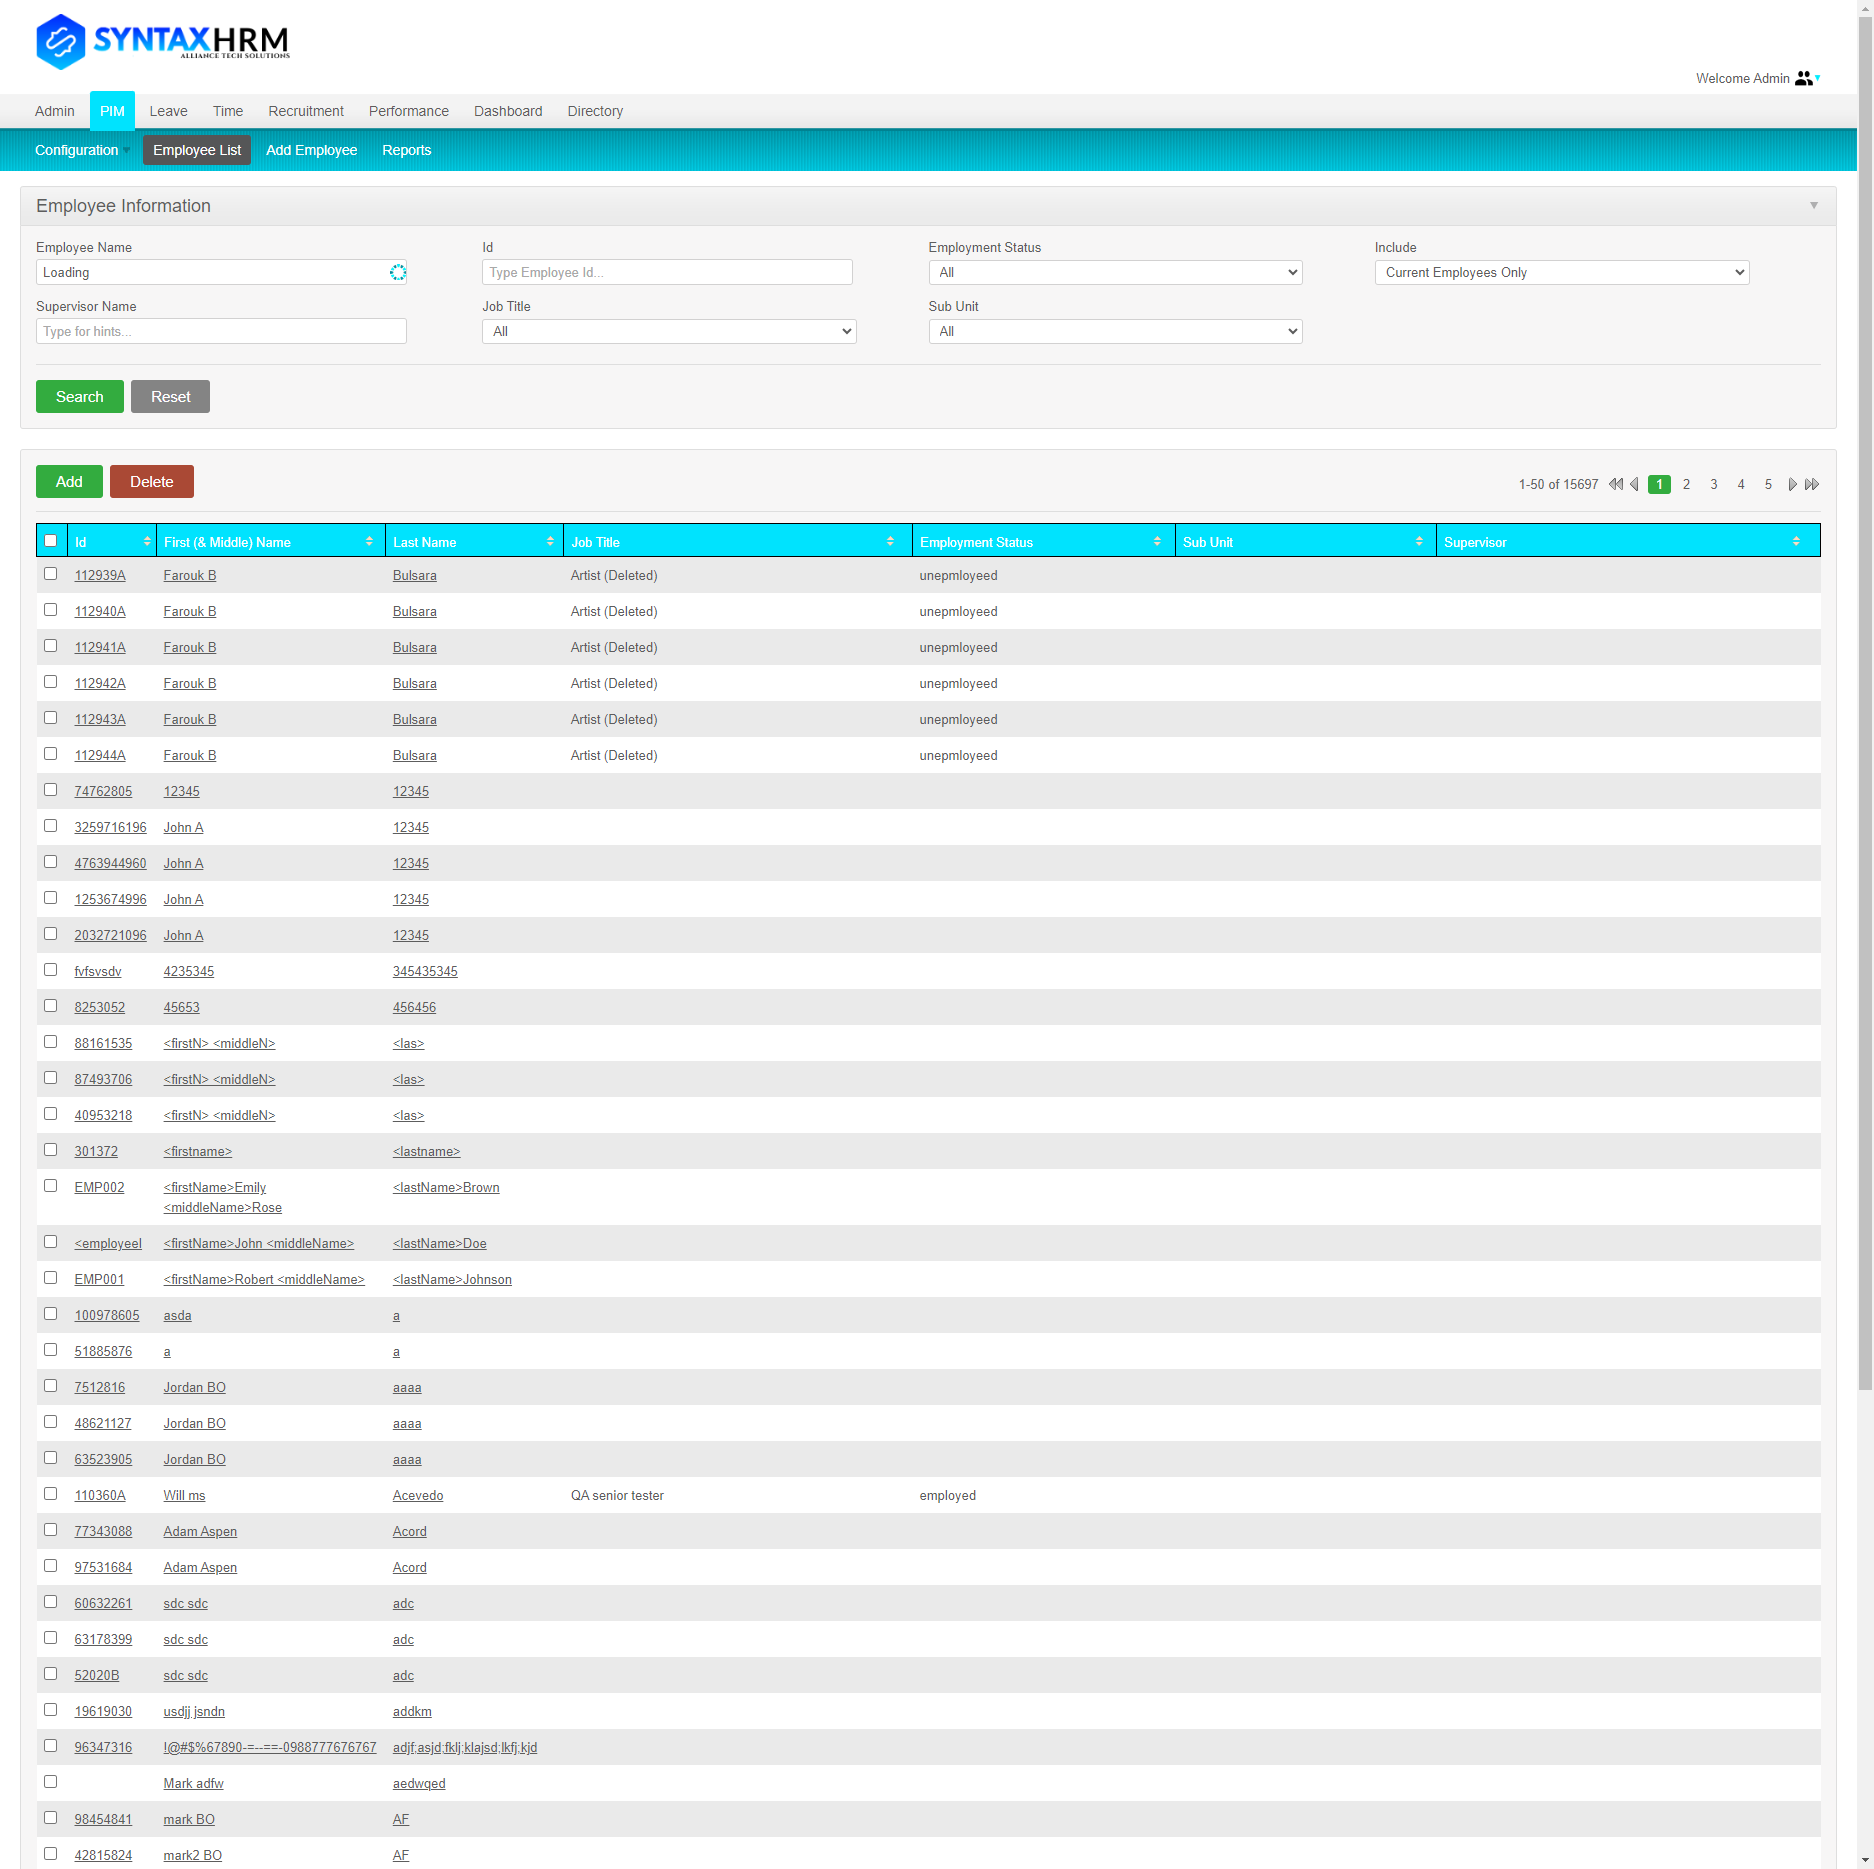 SYNTAXHRM
ALLIANCE TECH SOLUTIONS
Welcome Admin
Admin PIM Leave Time Recruitment Performance Dashboard Directory
Configuration Employee List Add Employee Reports
Employee Information
Employee Name Id Employment Status Include
Loading Type Employee Id... All Current Employees Only
Supervisor Name Job Title Sub Unit
Type for hints... All All
Search Reset
Add Delete 1-50 of 15697 1 2 3 4 5
Id First (& Middle) Name Last Name Job Title Employment Status Sub Unit Supervisor
112939A Farouk B Bulsara Artist (Deleted) unepmloyeed
112940A Farouk B Bulsara Artist (Deleted) unepmloyeed
112941A Farouk B Bulsara Artist (Deleted) unepmloyeed
112942A Farouk B Bulsara Artist (Deleted) unepmloyeed
112943A Farouk B Bulsara Artist (Deleted) unepmloyeed
112944A Farouk B Bulsara Artist (Deleted) unepmloyeed
74762805 12345 12345
3259716196 John A 12345
4763944960 John A 12345
1253674996 John A 12345
2032721096 John A 12345
fvfsvsdv 4235345 345435345
8253052 45653 456456
88161535 <firstN> <middleN> <las>
87493706 <firstN> <middleN> <las>
40953218 <firstN> <middleN> <las>
301372 <firstname> <lastname>
EMP002 <firstName>Emily <lastName>Brown
<middleName>Rose
<employeeI <firstName>John <middleName> <lastName>Doe
EMP001 <firstName>Robert <middleName> <lastName>Johnson
100978605 asda a
51885876 a a
7512816 Jordan BO aaaa
48621127 Jordan BO aaaa
63523905 Jordan BO aaaa
110360A Will ms Acevedo QA senior tester employed
77343088 Adam Aspen Acord
97531684 Adam Aspen Acord
60632261 sdc sdc adc
63178399 sdc sdc adc
52020B sdc sdc adc
19619030 usdjj jsndn addkm
96347316 !@#$%67890-=--==-0988777676767 adjf;asjd;fklj;klajsd;lkfj;kjd
Mark adfw aedwqed
98454841 mark BO AF
42815824 mark2 BO AF